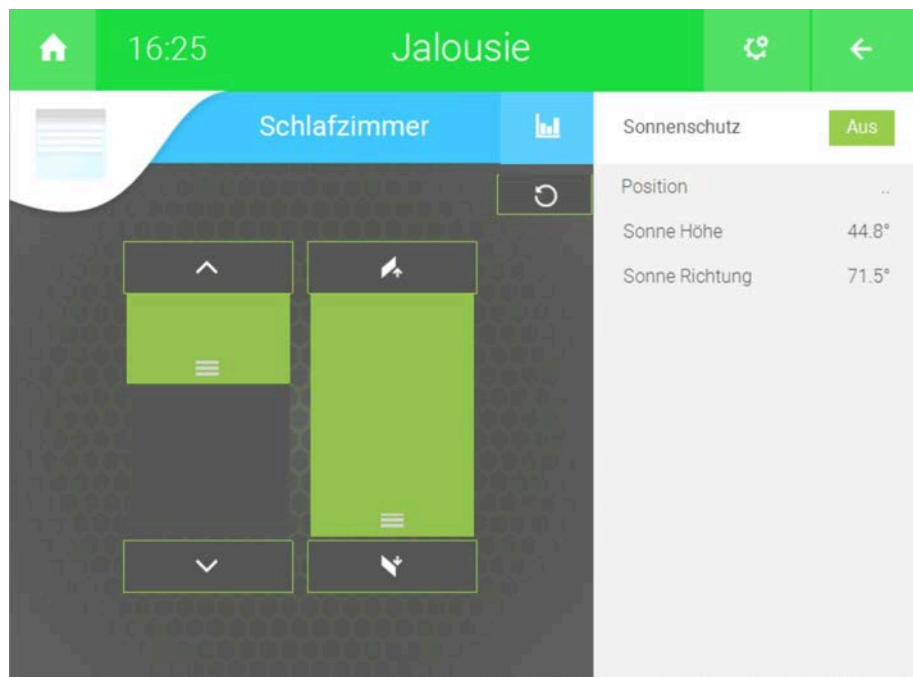 16:25
Jalousie
Schlafzimmer
Sonnenschutz Aus
Position ..
Sonne Höhe 44.8°
Sonne Richtung 71.5°